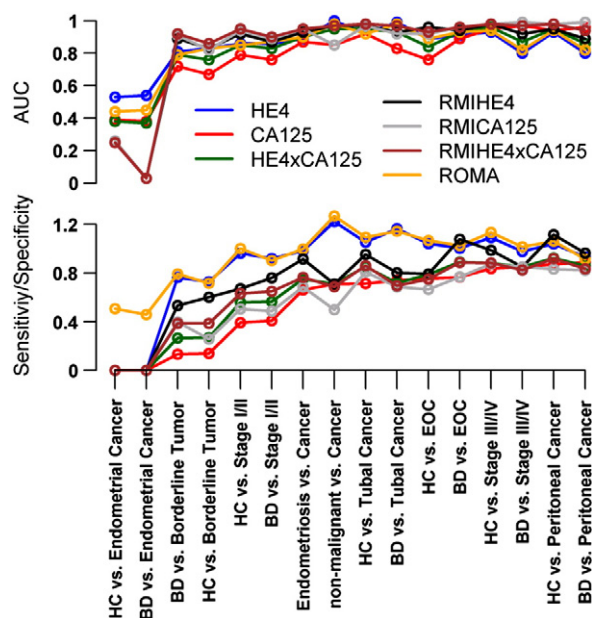 AUC
1
0.8
0.6
0.4
0.2
0
HE4
CA125
HE4xCA125
RMIHE4
RMICA125
RMIHE4xCA125
ROMA
Sensitiviy/Specificity
1.2
0.8
0.4
0
HC vs. Endometrial Cancer
BD vs. Endometrial Cancer
BD vs. Borderline Tumor
HC vs. Borderline Tumor
HC vs. Stage I/II
BD vs. Stage I/II
Endometriosis vs. Cancer
non-malignant vs. Cancer
HC vs. Tubal Cancer
BD vs. Tubal Cancer
HC vs. EOC
BD vs. EOC
HC vs. Stage III/IV
BD vs. Stage III/IV
HC vs. Peritoneal Cancer
BD vs. Peritoneal Cancer